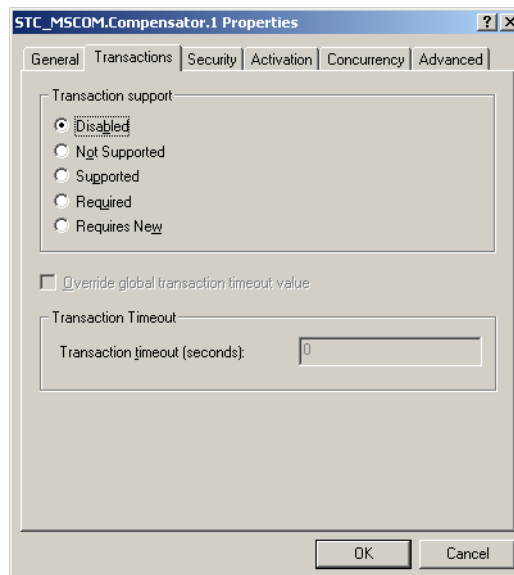 STC_MSCOM.Compensator.1 Properties
General Transactions Security Activation Concurrency Advanced
Transaction support
Disabled
Not Supported
Supported
Required
Requires New
Override global transaction timeout value
Transaction Timeout
Transaction timeout (seconds): 0
OK Cancel